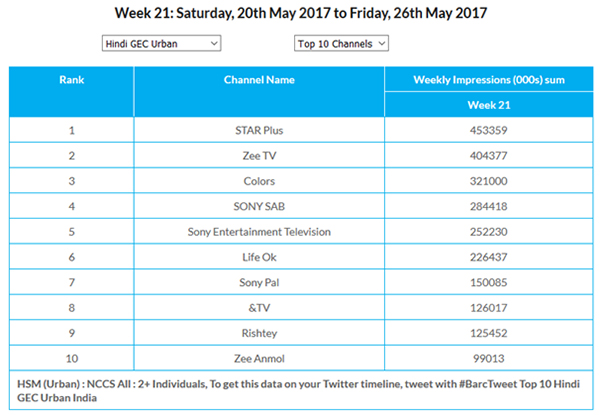 Week 21: Saturday, 20th May 2017 to Friday, 26th May 2017
Hindi GEC Urban Top 10 Channels
Rank Channel Name Weekly Impressions (000s) sum
Week 21
1 STAR Plus 453359
2 Zee TV 404377
3 Colors 321000
4 SONY SAB 284418
5 Sony Entertainment Television 252230
6 Life Ok 226437
7 Sony Pal 150085
8 &TV 126017
9 Rishtey 125452
10 Zee Anmol 99013
HSM (Urban) : NCCS All : 2+ Individuals, To get this data on your Twitter timeline, tweet with #BarcTweet Top 10 Hindi
GEC Urban India